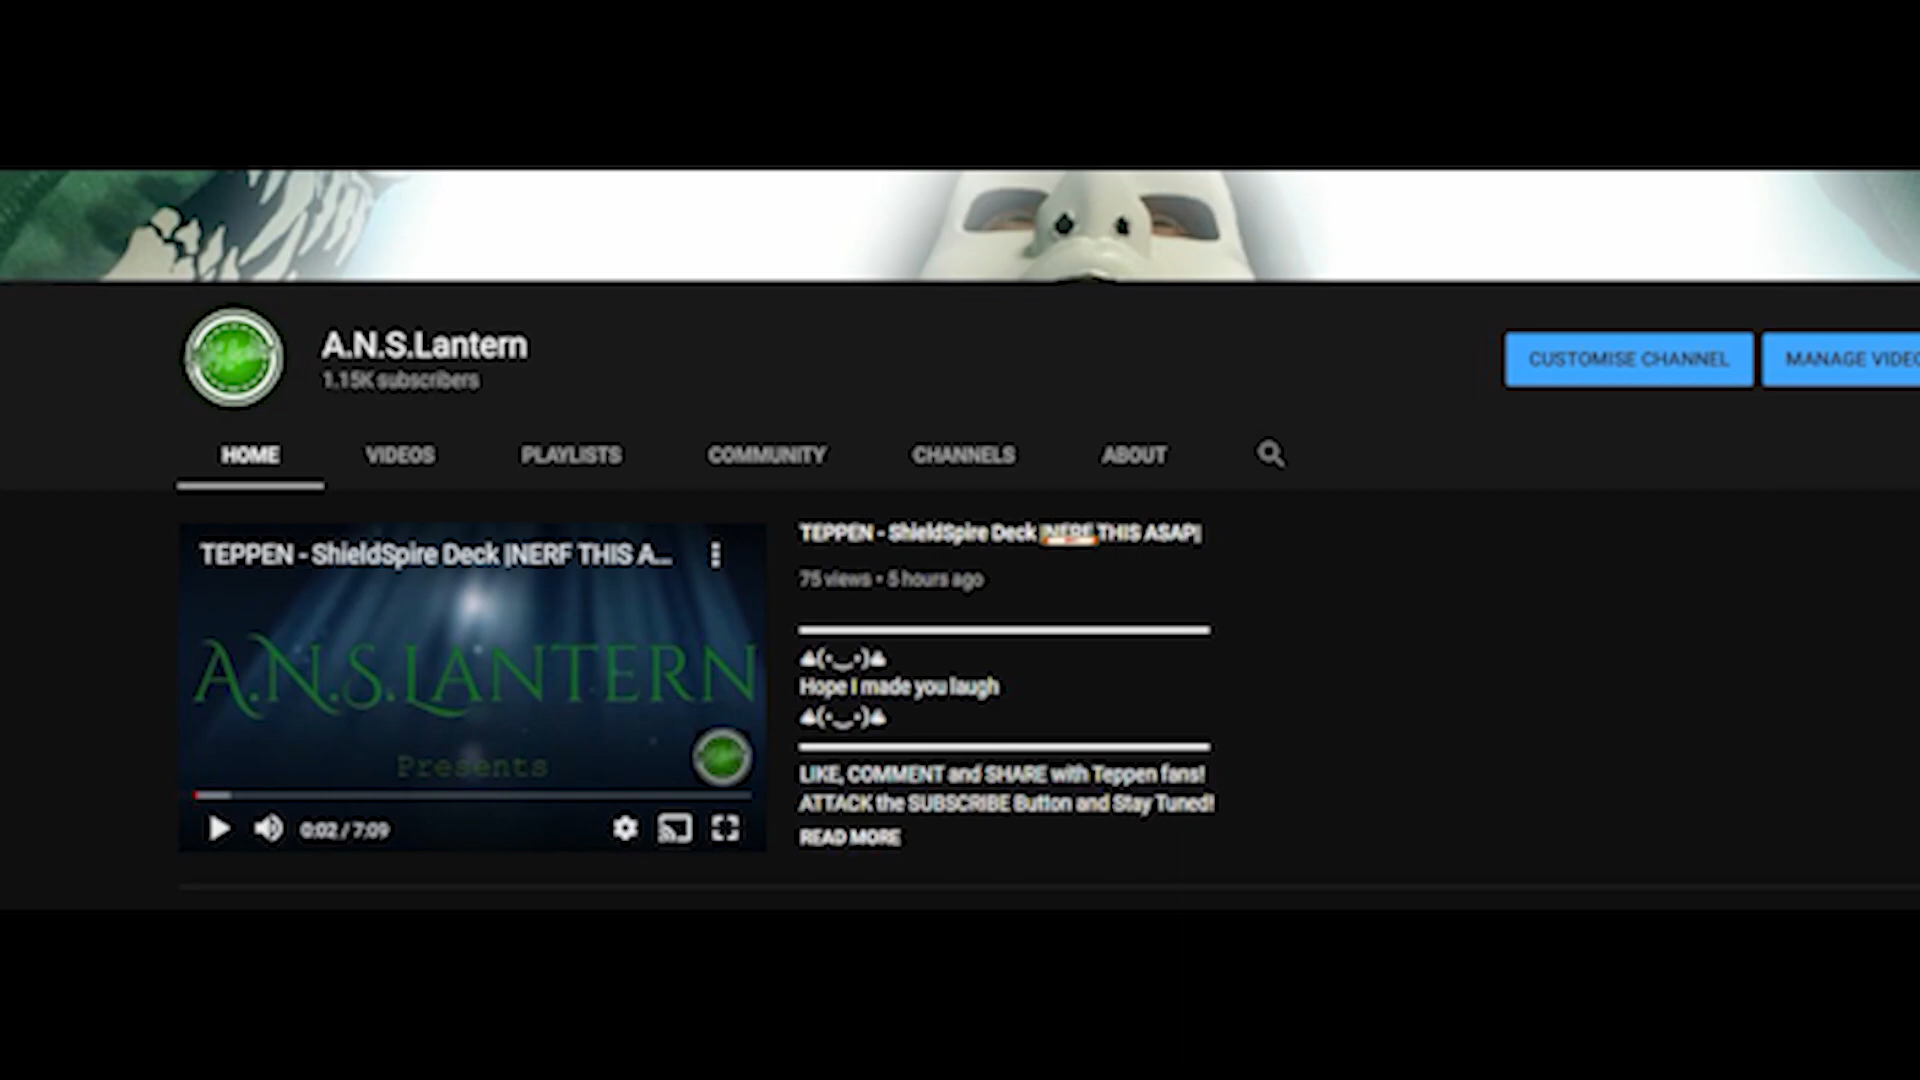 A.N.S.Lantern
1.15K subscribers
CUSTOMISE CHANNEL
MANAGE VIDEO
HOME
VIDEOS
PLAYLISTS
COMMUNITY
CHANNELS
ABOUT
TEPPEN - ShieldSpire Deck |NERF THIS A...
A.N.S.LANTERN
Presents
0:02 / 7:09
TEPPEN - ShieldSpire Deck |NERF THIS ASAP|
75 views • 5 hours ago
Hope I made you laugh
LIKE, COMMENT and SHARE with Teppen fans!
ATTACK the SUBSCRIBE Button and Stay Tuned!
READ MORE